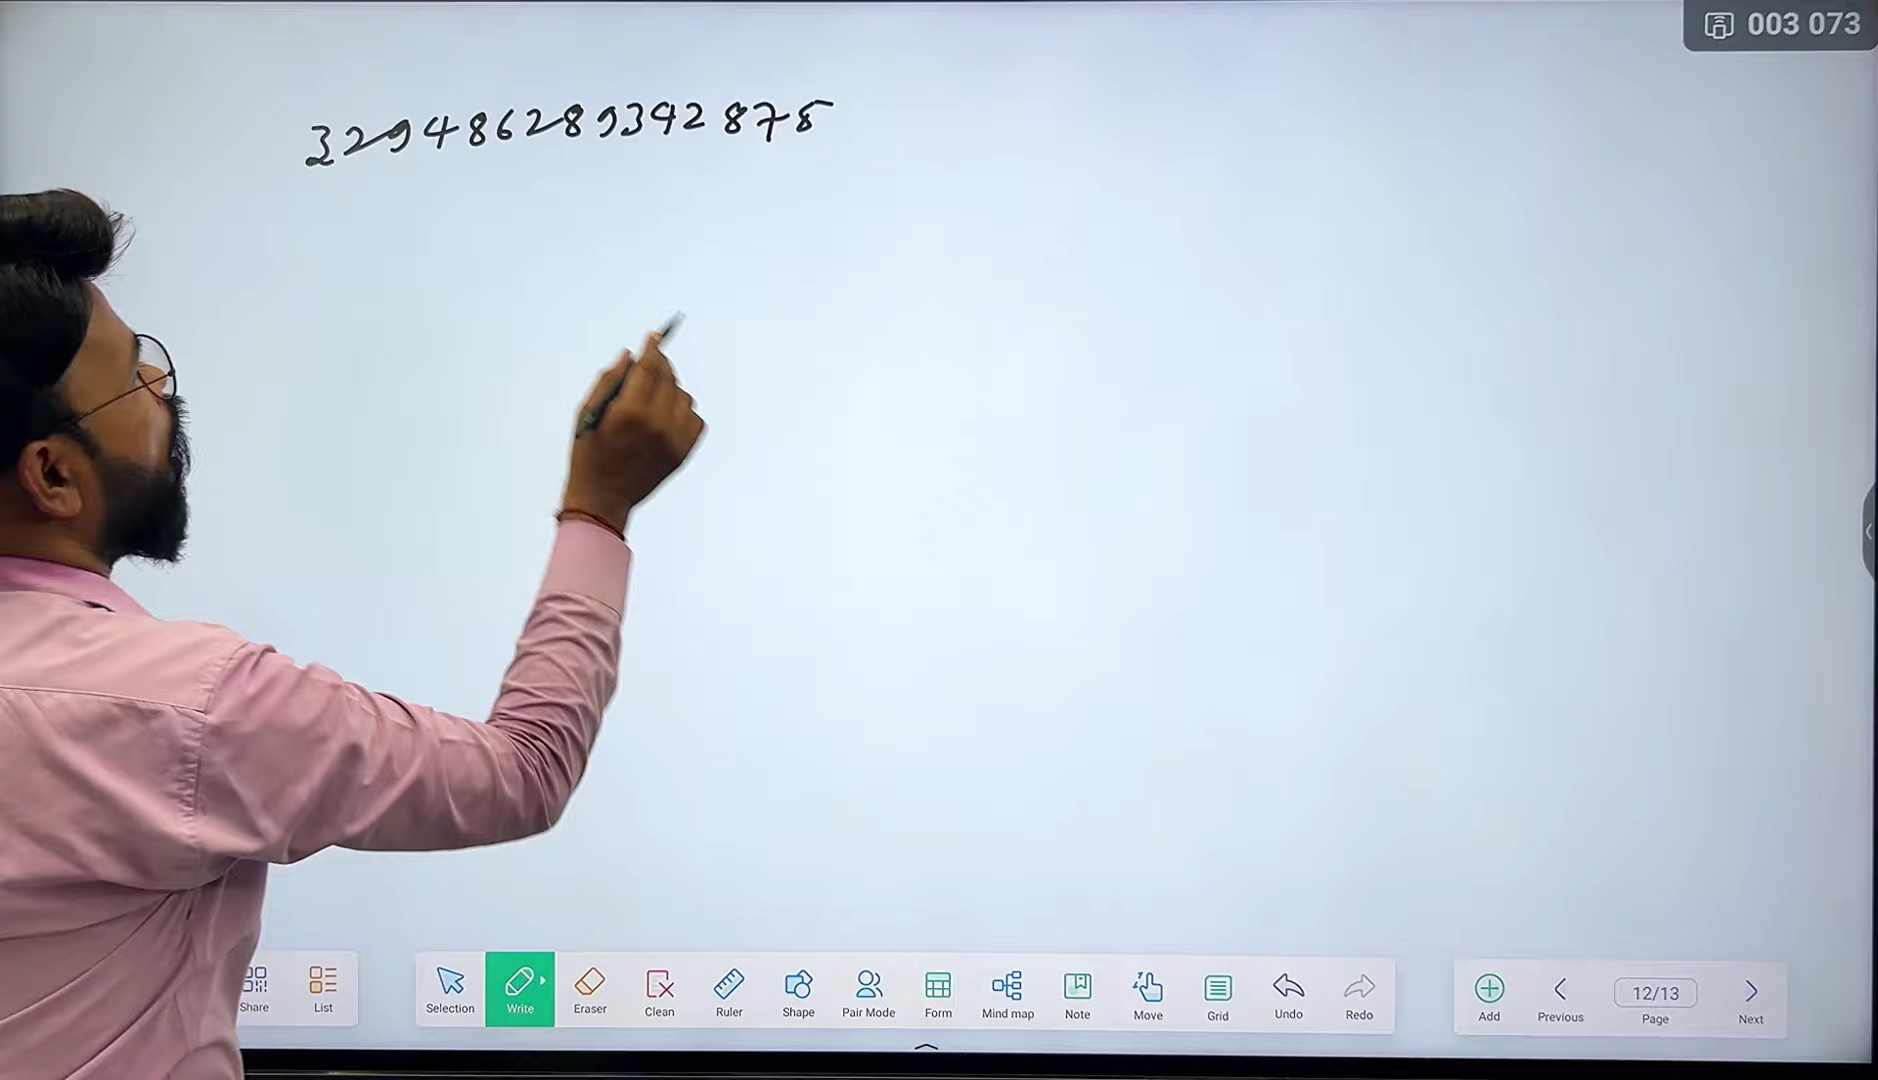 003 073
329486289392875
Share
List
Selection
Write
Eraser
Clean
Ruler
Shape
Pair Mode
Form
Mind map
Note
Move
Grid
Undo
Redo
Add
Previous
12/13
Page
Next